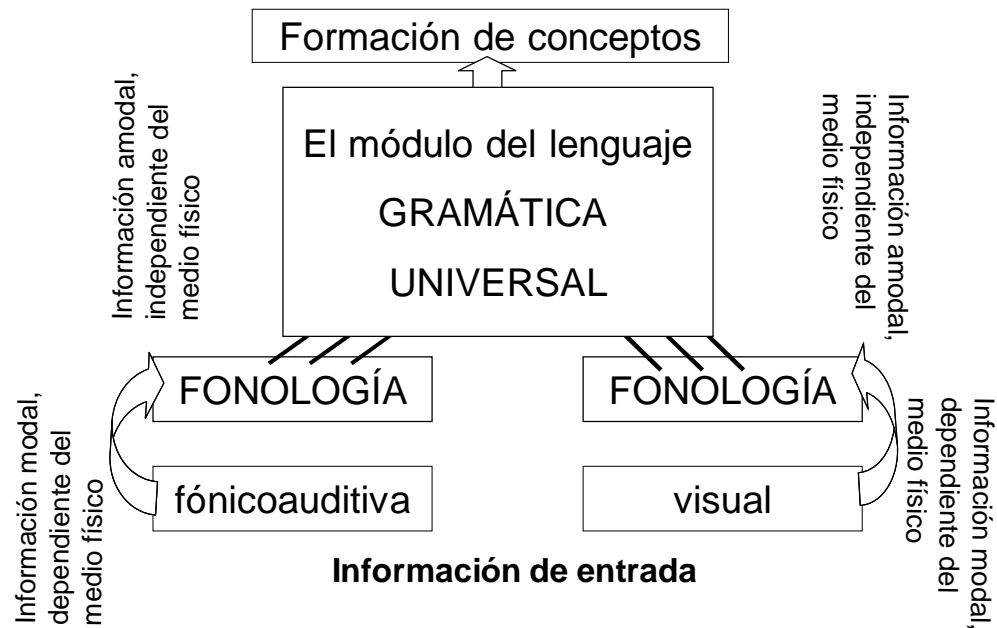 Formación de conceptos
Información amodal,
independiente del
medio físico
El módulo del lenguaje
GRAMÁTICA
UNIVERSAL
Información amodal,
independiente del
medio físico
FONOLOGÍA
FONOLOGÍA
Información modal,
dependiente del
medio físico
fónicoauditiva
visual
Información modal,
dependiente del
medio físico
Información de entrada